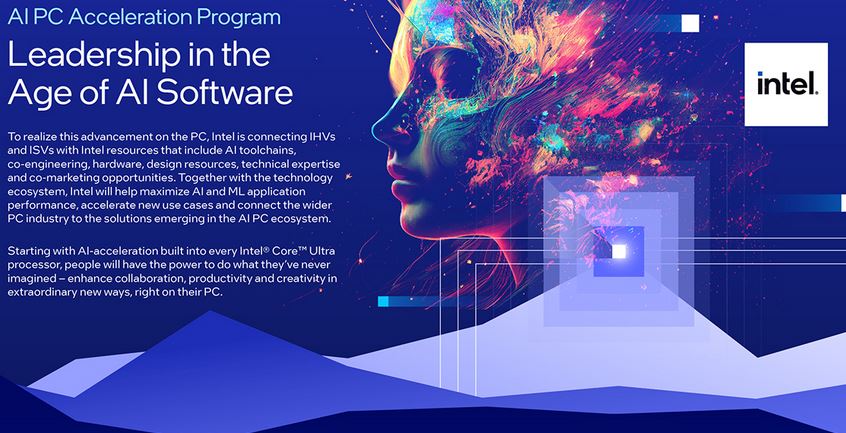 AI PC Acceleration Program
Leadership in the
Age of AI Software
intel.
To realize this advancement on the PC, Intel is connecting IHVs
and ISVs with Intel resources that include AI toolchains,
co-engineering, hardware, design resources, technical expertise
and co-marketing opportunities. Together with the technology
ecosystem, Intel will help maximize AI and ML application
performance, accelerate new use cases and connect the wider
PC industry to the solutions emerging in the AI PC ecosystem.
Starting with AI-acceleration built into every Intel® Core™ Ultra
processor, people will have the power to do what they’ve never
imagined – enhance collaboration, productivity and creativity in
extraordinary new ways, right on their PC.